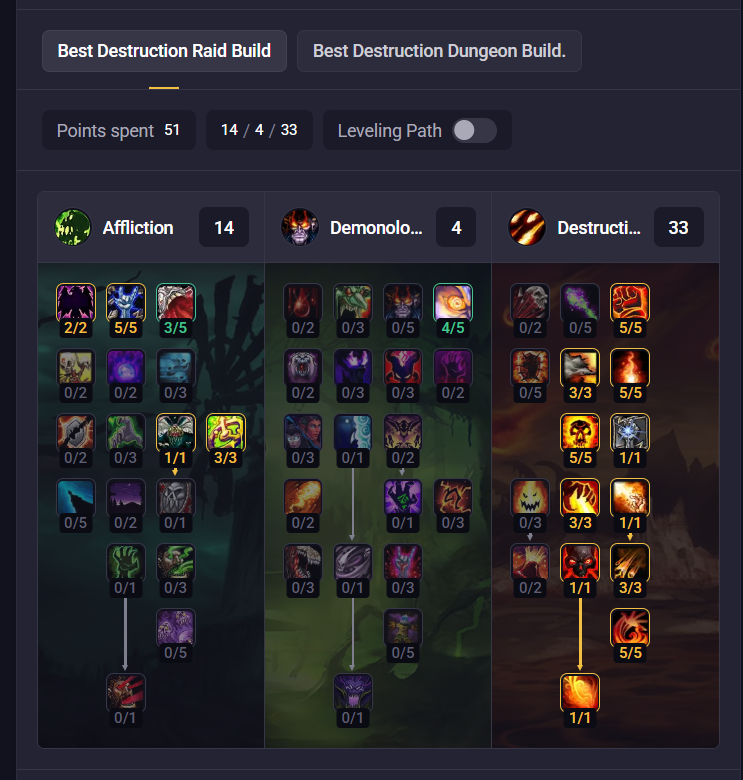 Best Destruction Raid Build Best Destruction Dungeon Build.
Points spent 51 14 / 4 / 33 Leveling Path
Affliction 14 Demonolo... 4 Destructi... 33
2/2 5/5 3/5 0/2 0/3 0/5 4/5 0/2 0/5 5/5
0/2 0/2 0/3 0/2 0/3 0/3 0/2 0/5 3/3 5/5
0/2 0/3 1/1 3/3 0/3 0/1 0/2 5/5 1/1
0/5 0/2 0/1 0/2 0/1 0/3 0/3 3/3 1/1
0/1 0/3 0/3 0/1 0/3 0/2 1/1 3/3
0/5 0/5 5/5
0/1 0/1 1/1